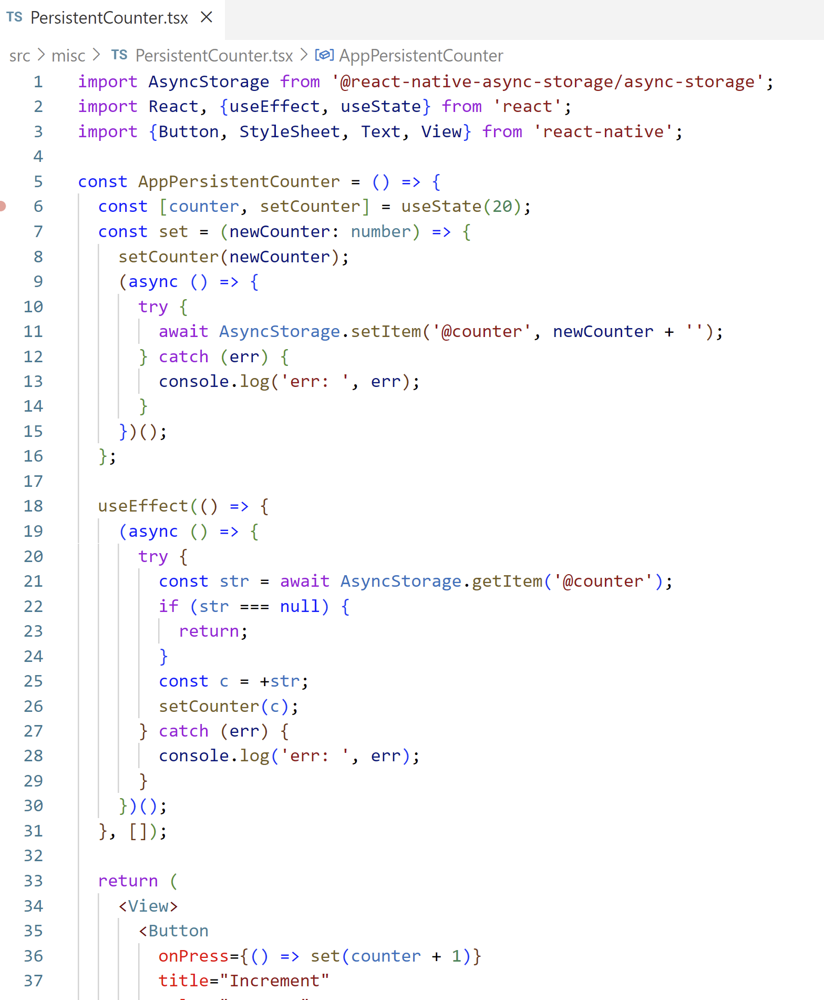 TS PersistentCounter.tsx ×
src > misc > TS PersistentCounter.tsx > AppPersistentCounter
1 import AsyncStorage from '@react-native-async-storage/async-storage';
2 import React, {useEffect, useState} from 'react';
3 import {Button, StyleSheet, Text, View} from 'react-native';
4
5 const AppPersistentCounter = () => {
6   const [counter, setCounter] = useState(20);
7   const set = (newCounter: number) => {
8     setCounter(newCounter);
9     (async () => {
10       try {
11         await AsyncStorage.setItem('@counter', newCounter + '');
12       } catch (err) {
13         console.log('err: ', err);
14       }
15     })();
16   };
17
18   useEffect(() => {
19     (async () => {
20       try {
21         const str = await AsyncStorage.getItem('@counter');
22         if (str === null) {
23           return;
24         }
25         const c = +str;
26         setCounter(c);
27       } catch (err) {
28         console.log('err: ', err);
29       }
30     })();
31   }, []);
32
33   return (
34     <View>
35       <Button
36         onPress={() => set(counter + 1)}
37         title="Increment"